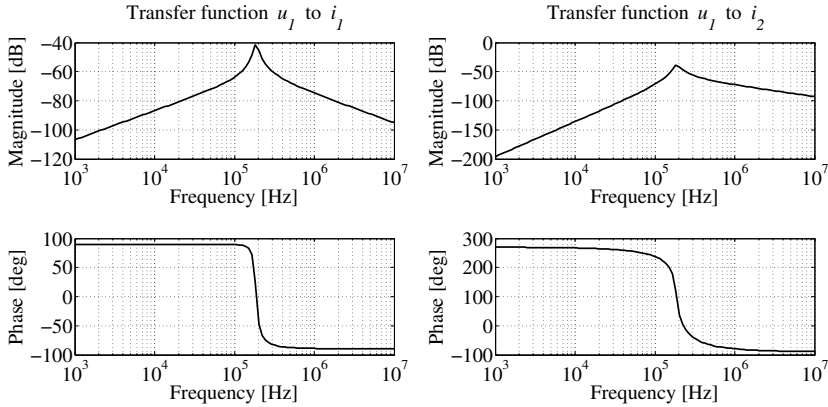 Transfer function u1 to i1
Magnitude [dB]
−40
−60
−80
−100
−120
10^3 10^4 10^5 10^6 10^7
Frequency [Hz]
Transfer function u1 to i2
Magnitude [dB]
0
−50
−100
−150
−200
10^3 10^4 10^5 10^6 10^7
Frequency [Hz]
Phase [deg]
100
50
0
−50
−100
10^3 10^4 10^5 10^6 10^7
Frequency [Hz]
Phase [deg]
300
200
100
0
−100
10^3 10^4 10^5 10^6 10^7
Frequency [Hz]